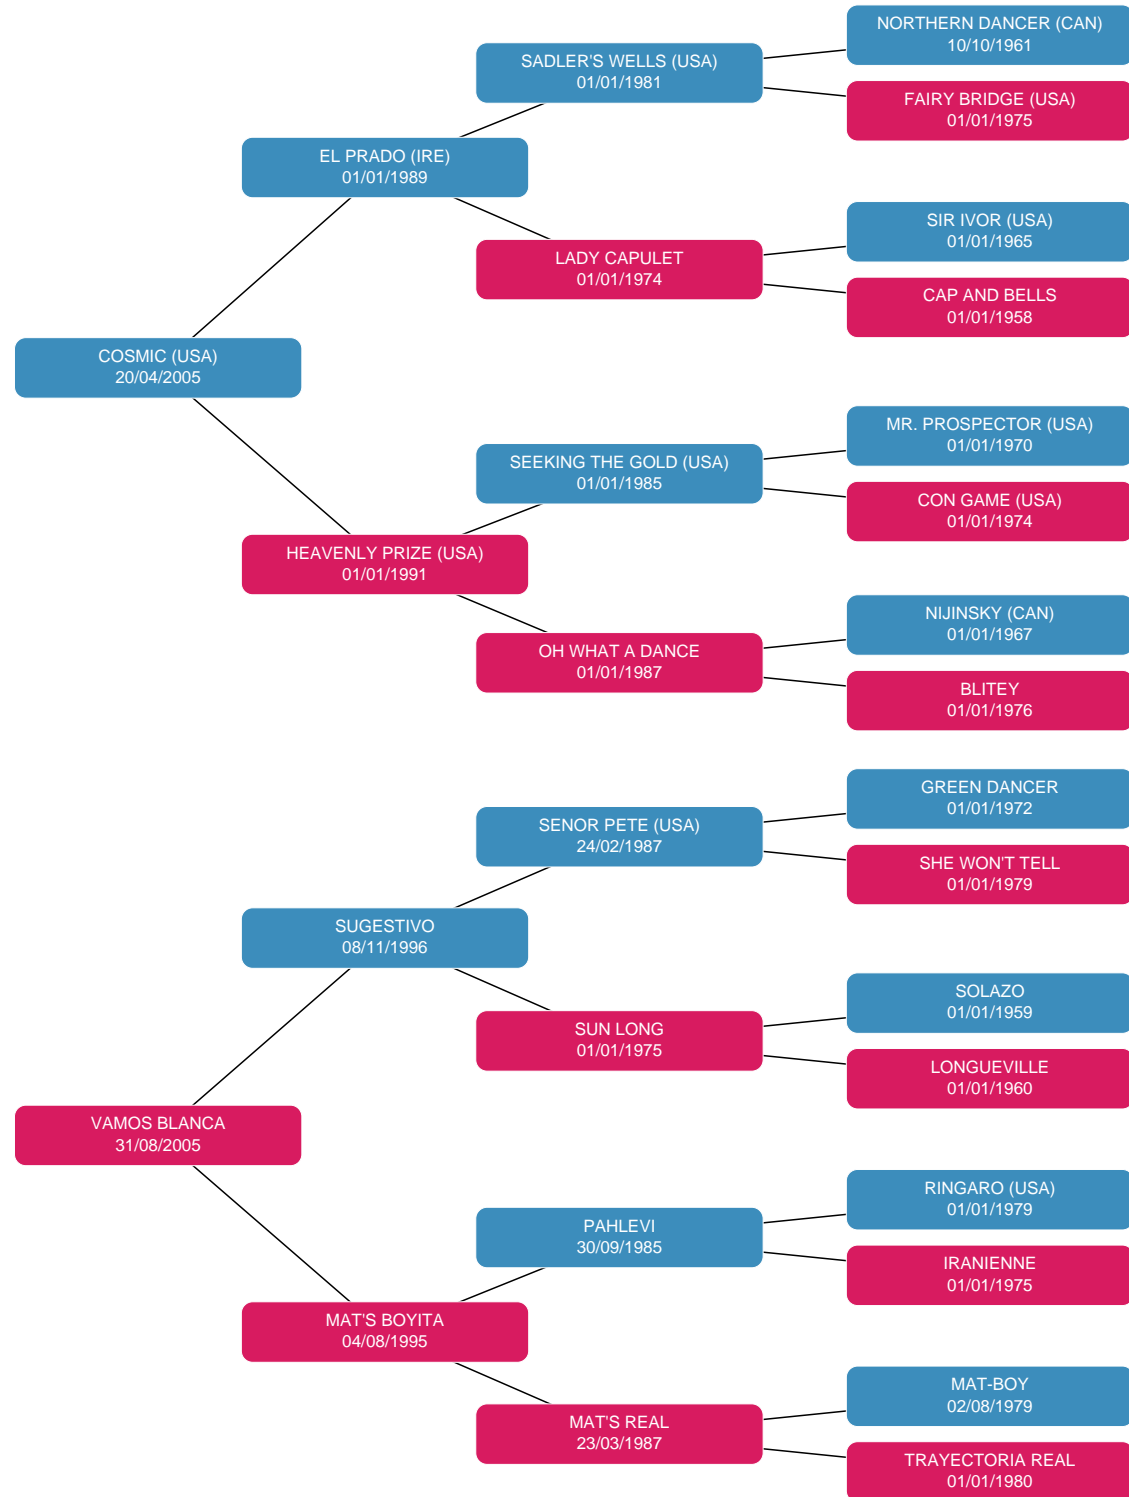 NORTHERN DANCER (CAN)
10/10/1961
SADLER'S WELLS (USA)
01/01/1981
FAIRY BRIDGE (USA)
01/01/1975
EL PRADO (IRE)
01/01/1989
SIR IVOR (USA)
01/01/1965
LADY CAPULET
01/01/1974
CAP AND BELLS
01/01/1958
COSMIC (USA)
20/04/2005
MR. PROSPECTOR (USA)
01/01/1970
SEEKING THE GOLD (USA)
01/01/1985
CON GAME (USA)
01/01/1974
HEAVENLY PRIZE (USA)
01/01/1991
NIJINSKY (CAN)
01/01/1967
OH WHAT A DANCE
01/01/1987
BLITEY
01/01/1976
GREEN DANCER
01/01/1972
SENOR PETE (USA)
24/02/1987
SHE WON'T TELL
01/01/1979
SUGESTIVO
08/11/1996
SOLAZO
01/01/1959
SUN LONG
01/01/1975
LONGUEVILLE
01/01/1960
VAMOS BLANCA
31/08/2005
RINGARO (USA)
01/01/1979
PAHLEVI
30/09/1985
IRANIENNE
01/01/1975
MAT'S BOYITA
04/08/1995
MAT-BOY
02/08/1979
MAT'S REAL
23/03/1987
TRAYECTORIA REAL
01/01/1980